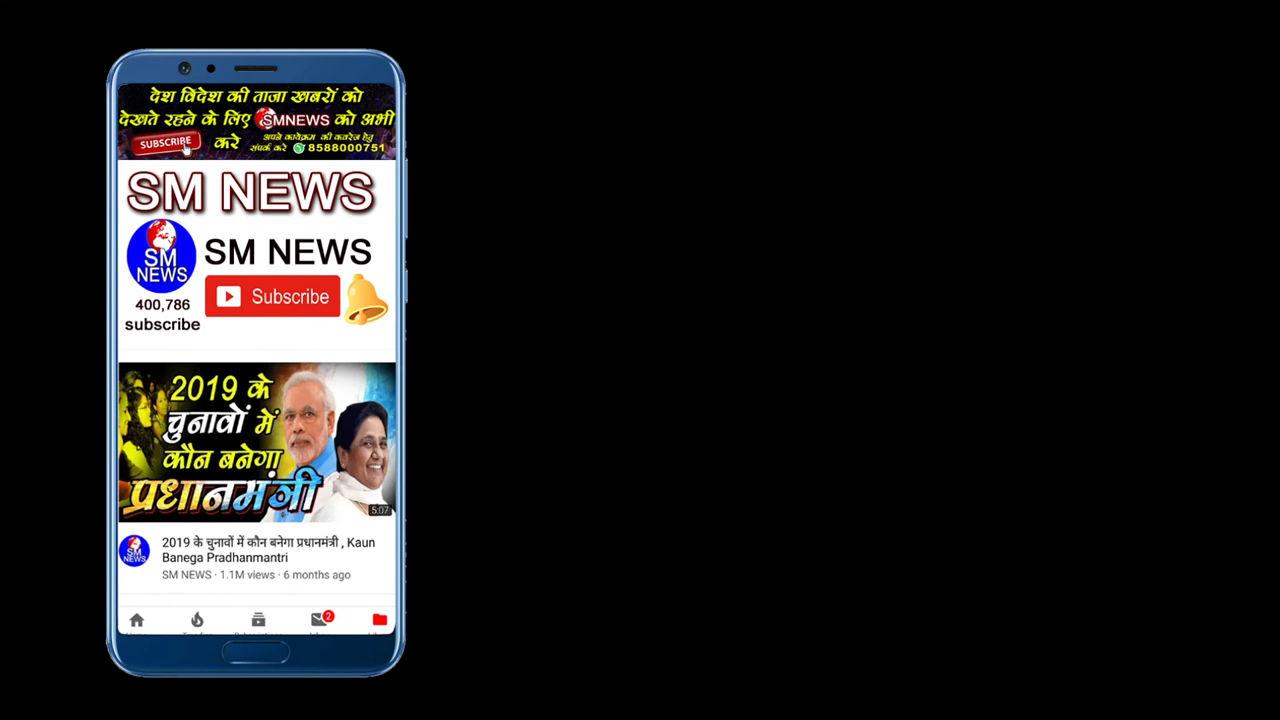 देश विदेश की ताजा खबरों को
देखते रहने के लिए SMNEWS को अभी
SUBSCRIBE करे
अपने कार्यक्रम की कवरेज हेतु
संपर्क करे 8588000751
SM NEWS
SM NEWS
SM NEWS
Subscribe
400,786
subscribe
2019 के
चुनावों में
कौन बनेगा
प्रधानमंत्री
5:07
SM NEWS
2019 के चुनावों में कौन बनेगा प्रधानमंत्री , Kaun
Banega Pradhanmantri
SM NEWS · 1.1M views · 6 months ago
2